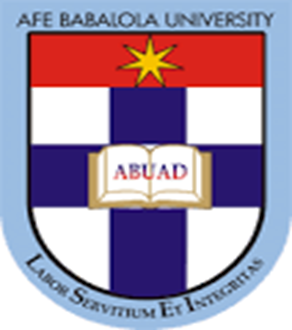 AFE BABALOLA UNIVERSITY
ABUAD
LABOR SERVITIUM ET INTEGRITAS